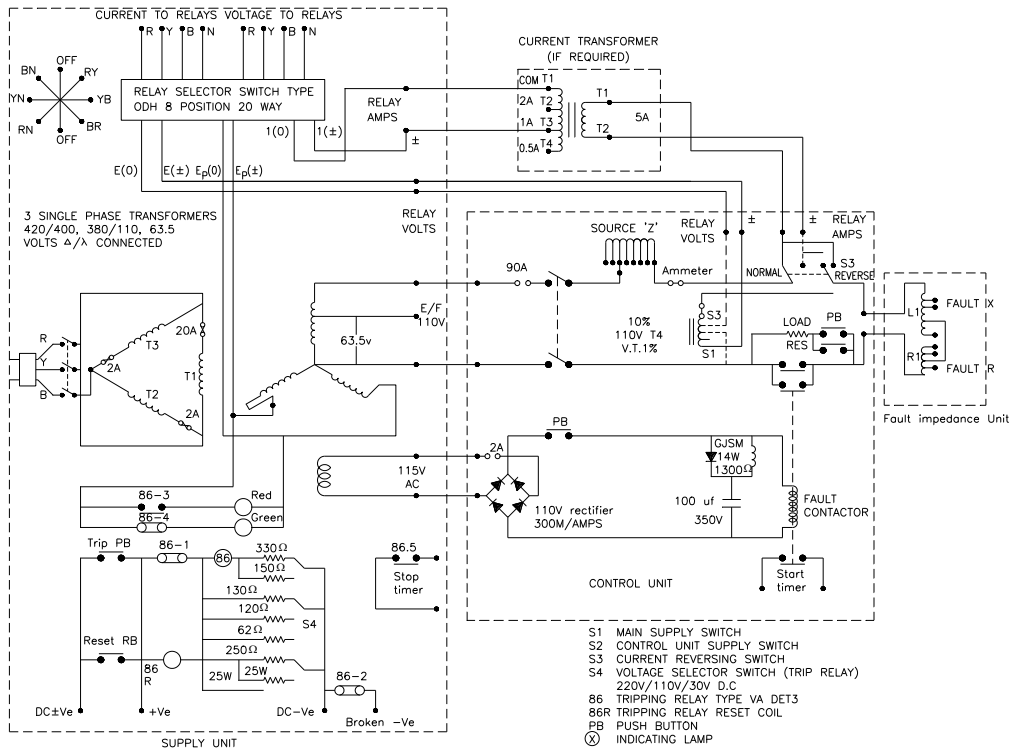 CURRENT TO RELAYS VOLTAGE TO RELAYS
R Y B N R Y B N
OFF
BN RY
YN YB
RN BR
OFF
RELAY SELECTOR SWITCH TYPE
ODH 8 POSITION 20 WAY
1(0) 1(±)
E(0) E(±) Ep(0) Ep(±)
RELAY
AMPS
±
CURRENT TRANSFORMER
(IF REQUIRED)
COM T1
2A T2
1A T3
0.5A T4
T1
5A
T2
3 SINGLE PHASE TRANSFORMERS
420/400, 380/110, 63.5
VOLTS △/⅄ CONNECTED
RELAY
VOLTS
SOURCE 'Z'
RELAY
VOLTS
±
±
RELAY
AMPS
90A
Ammeter
NORMAL
S3
REVERSE
E/F
110V
63.5v
10%
110V T4
V.T.1%
S3
S1
LOAD
RES
PB
L1
FAULT X
R1
FAULT R
Fault impedance Unit
R
Y
B
2A
T3
20A
T1
T2
2A
PB
2A
115V
AC
110V rectifier
300M/AMPS
GJSM
14W
1300Ω
100 uf
350V
FAULT
CONTACTOR
86-3
Red
86-4
Green
Trip PB
86-1
86
330Ω
150Ω
130Ω
120Ω
62Ω
250Ω
25W 25W
S4
86.5
Stop
timer
Start
timer
CONTROL UNIT
Reset RB
86
R
86-2
DC±Ve +Ve DC-Ve Broken -Ve
SUPPLY UNIT
S1 MAIN SUPPLY SWITCH
S2 CONTROL UNIT SUPPLY SWITCH
S3 CURRENT REVERSING SWITCH
S4 VOLTAGE SELECTOR SWITCH (TRIP RELAY)
220V/110V/30V D.C
86 TRIPPING RELAY TYPE VA DET3
86R TRIPPING RELAY RESET COIL
PB PUSH BUTTON
Ⓧ INDICATING LAMP